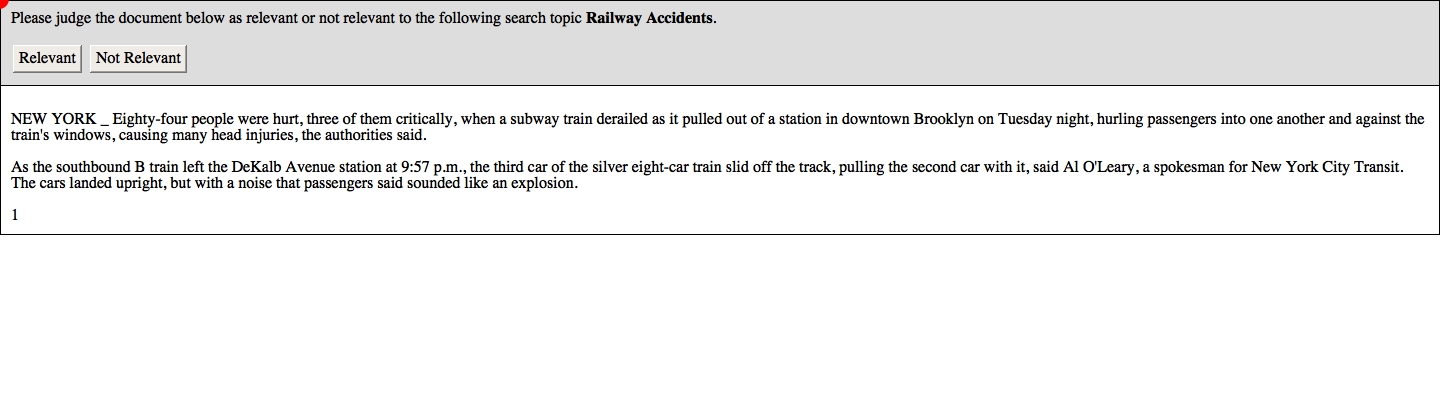 Please judge the document below as relevant or not relevant to the following search topic Railway Accidents.
Relevant Not Relevant
NEW YORK _ Eighty-four people were hurt, three of them critically, when a subway train derailed as it pulled out of a station in downtown Brooklyn on Tuesday night, hurling passengers into one another and against the
train's windows, causing many head injuries, the authorities said.
As the southbound B train left the DeKalb Avenue station at 9:57 p.m., the third car of the silver eight-car train slid off the track, pulling the second car with it, said Al O'Leary, a spokesman for New York City Transit.
The cars landed upright, but with a noise that passengers said sounded like an explosion.
1